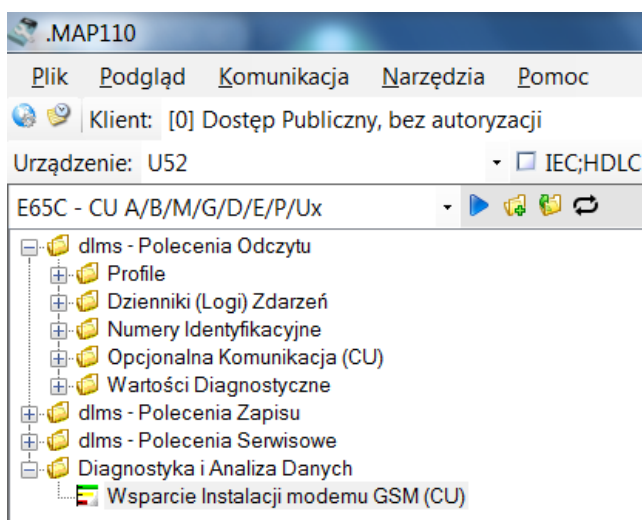 .MAP110
Plik Podgląd Komunikacja Narzędzia Pomoc
Klient: [0] Dostęp Publiczny, bez autoryzacji
Urządzenie: U52 IEC;HDLC
E65C - CU A/B/M/G/D/E/P/Ux
dlms - Polecenia Odczytu
Profile
Dzienniki (Logi) Zdarzeń
Numery Identyfikacyjne
Opcjonalna Komunikacja (CU)
Wartości Diagnostyczne
dlms - Polecenia Zapisu
dlms - Polecenia Serwisowe
Diagnostyka i Analiza Danych
Wsparcie Instalacji modemu GSM (CU)